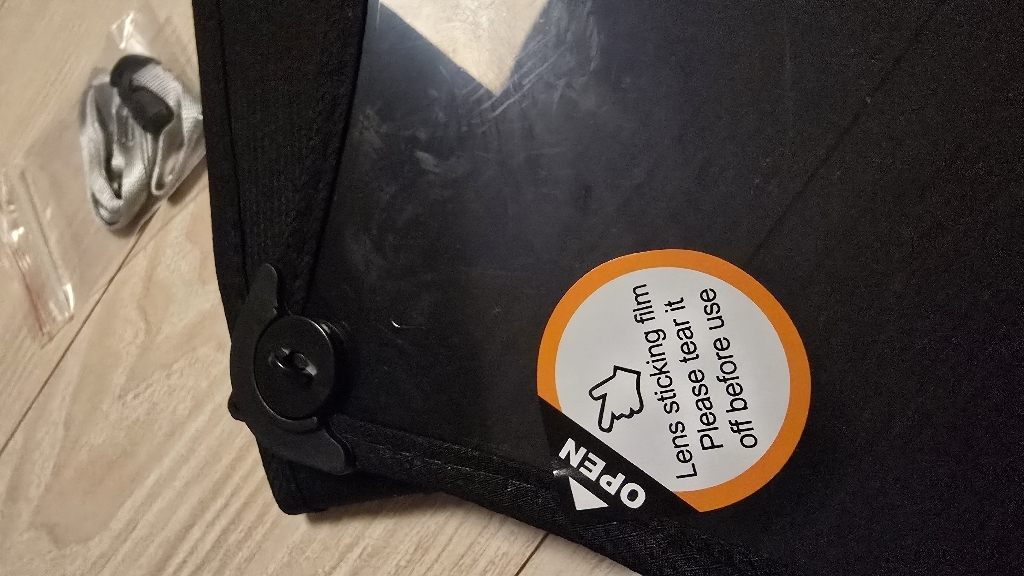 Lens sticking film
Please tear it
off before use
OPEN